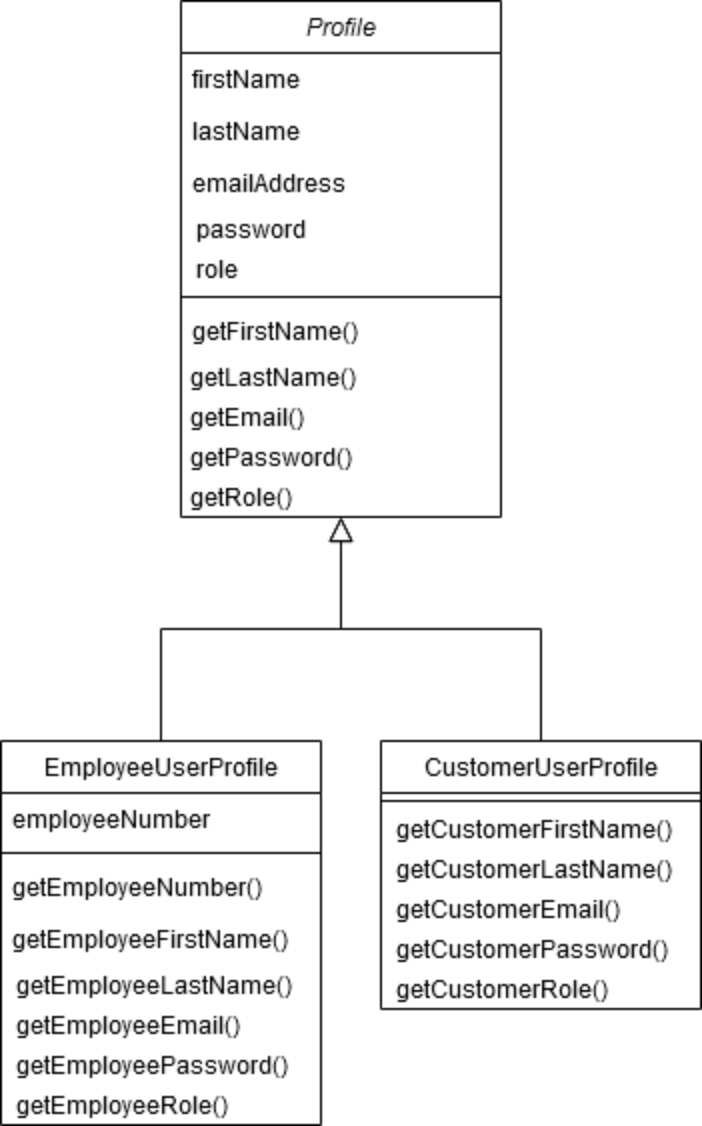 Profile
firstName
lastName
emailAddress
password
role
getFirstName()
getLastName()
getEmail()
getPassword()
getRole()
EmployeeUserProfile
employeeNumber
getEmployeeNumber()
getEmployeeFirstName()
getEmployeeLastName()
getEmployeeEmail()
getEmployeePassword()
getEmployeeRole()
CustomerUserProfile
getCustomerFirstName()
getCustomerLastName()
getCustomerEmail()
getCustomerPassword()
getCustomerRole()